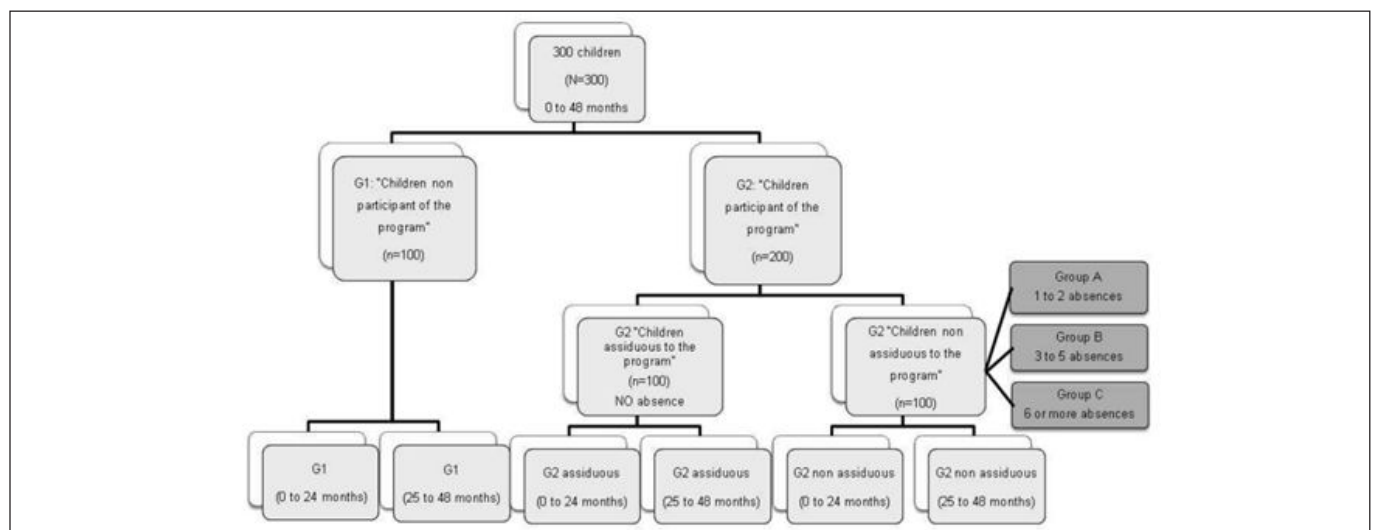 300 children
(N=300)
0 to 48 months
G1: "Children non
participant of the
program"
(n=100)
G2: "Children
participant of the
program"
(n=200)
Group A
1 to 2 absences
Group B
3 to 5 absences
Group C
6 or more absences
G2 "Children
assiduous to the
program"
(n=100)
NO absence
G2 "Children non
assiduous to the
program"
(n=100)
G1
(0 to 24 months)
G1
(25 to 48 months)
G2 assiduous
(0 to 24 months)
G2 assiduous
(25 to 48 months)
G2 non assiduous
(0 to 24 months)
G2 non assiduous
(25 to 48 months)